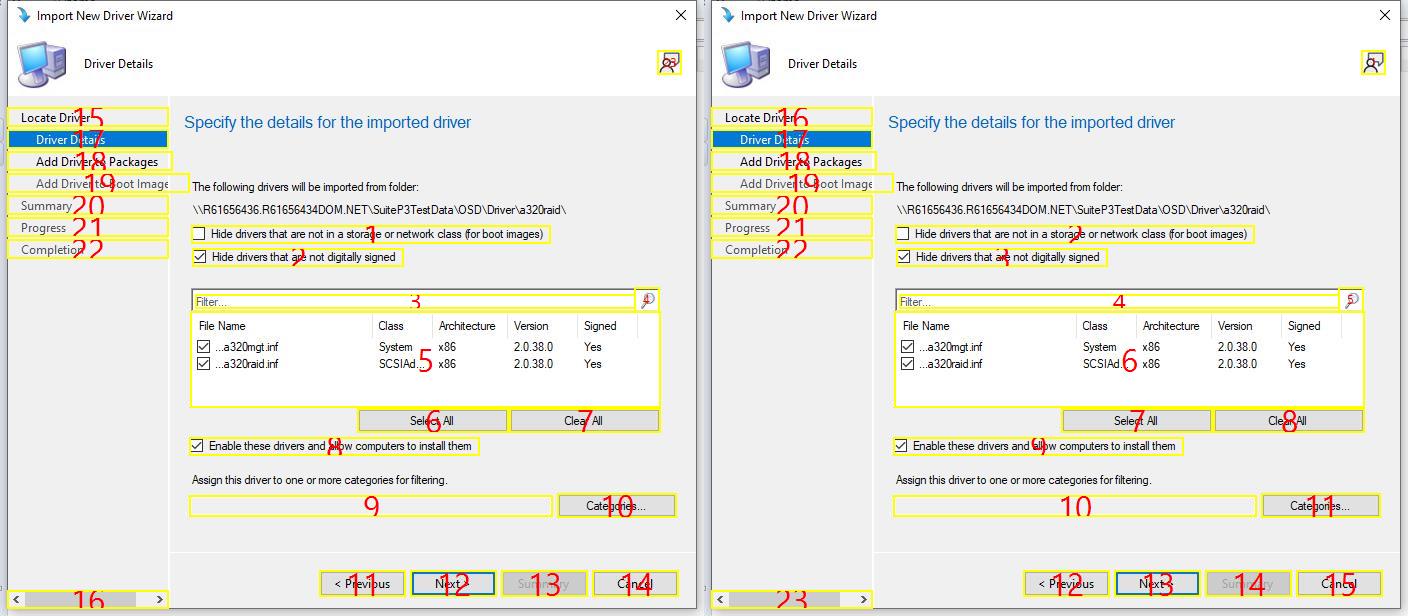 Import New Driver Wizard
Driver Details
23
Locate Driver 15
Driver Details 17
Add Driver to Packages 18
Add Driver to Boot Image 19
Summary 20
Progress 21
Completion 22
16
Specify the details for the imported driver
The following drivers will be imported from folder:
\\R61656436.R61656434DOM.NET\SuiteP3TestData\OSD\Driver\a320raid\
Hide drivers that are not in a storage or network class (for boot images) 1
Hide drivers that are not digitally signed 2
Filter... 3 4
File Name Class Architecture Version Signed
...a320mgt.inf System x86 2.0.38.0 Yes
...a320raid.inf SCSIAd... x86 2.0.38.0 Yes
5
Select All 6 Clear All 7
Enable these drivers and allow computers to install them 8
Assign this driver to one or more categories for filtering.
9 Categories... 10
< Previous 11 Next > 12 Summary 13 Cancel 14
Import New Driver Wizard
Driver Details
1
Locate Driver 16
Driver Details 17
Add Driver to Packages 18
Add Driver to Boot Image 19
Summary 20
Progress 21
Completion 22
23
Specify the details for the imported driver
The following drivers will be imported from folder:
\\R61656436.R61656434DOM.NET\SuiteP3TestData\OSD\Driver\a320raid\
Hide drivers that are not in a storage or network class (for boot images) 2
Hide drivers that are not digitally signed 3
Filter... 4 5
File Name Class Architecture Version Signed
...a320mgt.inf System x86 2.0.38.0 Yes
...a320raid.inf SCSIAd... x86 2.0.38.0 Yes
6
Select All 7 Clear All 8
Enable these drivers and allow computers to install them 9
Assign this driver to one or more categories for filtering.
10 Categories... 11
< Previous 12 Next > 13 Summary 14 Cancel 15